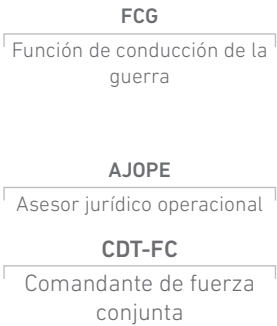 FCG
Función de conducción de la
guerra
AJOPE
Asesor jurídico operacional
CDT-FC
Comandante de fuerza
conjunta